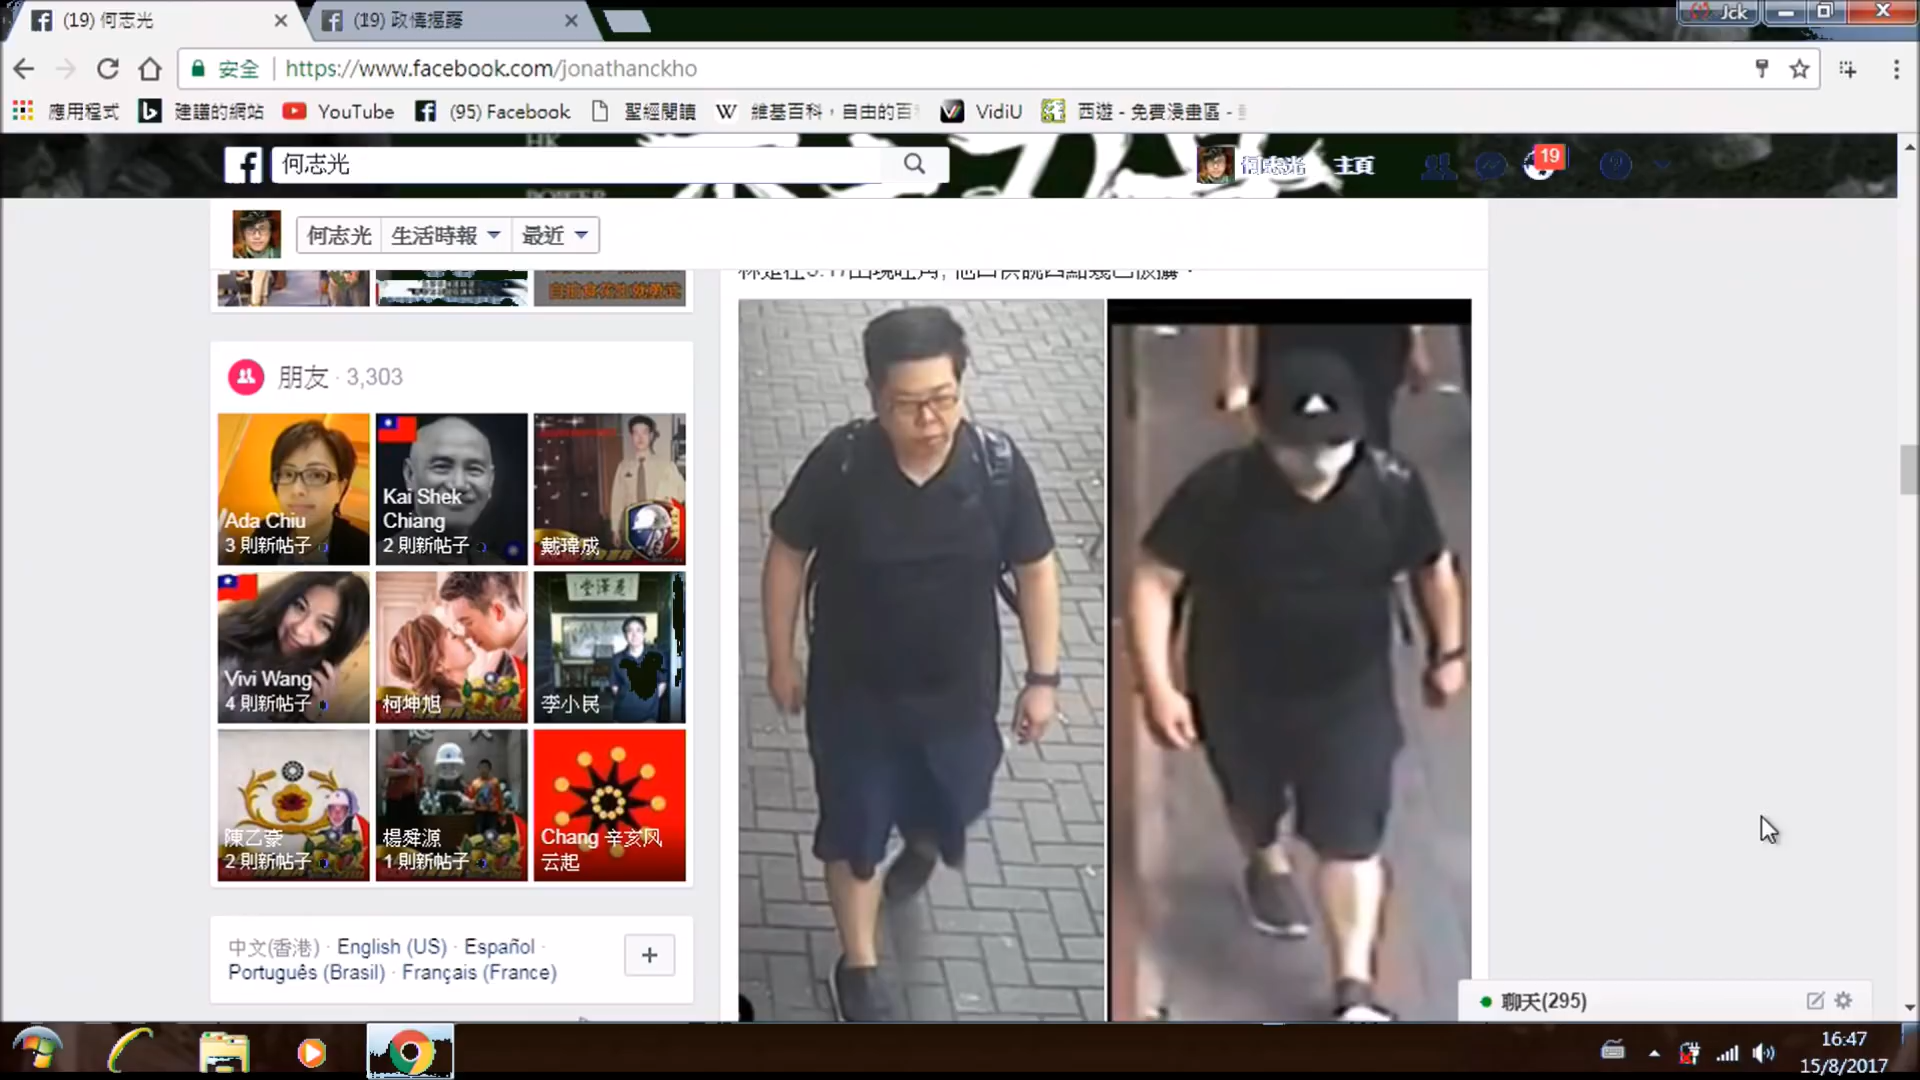 (19) 何志光
(19) 政情揭露
Jck
安全
https://www.facebook.com/jonathanckho
應用程式
建議的網站
YouTube
(95) Facebook
聖經閱讀
維基百科，自由的百
VidiU
西遊 - 免費漫畫區 -
何志光
何志光
主頁
19
何志光
生活時報
最近
朋友 · 3,303
Ada Chiu
3 則新帖子
Kai Shek
Chiang
2 則新帖子
戴瑋成
Vivi Wang
4 則新帖子
柯坤旭
李小民
陳乙豪
2 則新帖子
楊舜源
1 則新帖子
Chang 辛亥风
云起
中文(香港) · English (US) · Español ·
Português (Brasil) · Français (France)
聊天(295)
16:47
15/8/2017